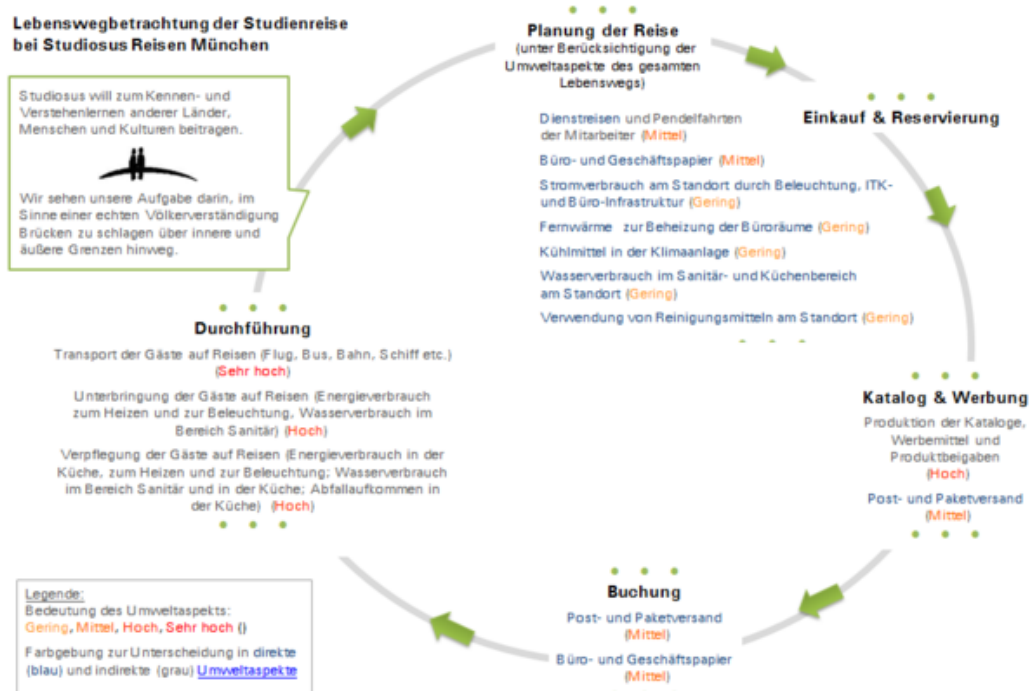 Lebenswegbetrachtung der Studienreise
bei Studiosus Reisen München
Studiosus will zum Kennen- und
Verstehenlernen anderer Länder,
Menschen und Kulturen beitragen.
Wir sehen unsere Aufgabe darin, im
Sinne einer echten Völkerverständigung
Brücken zu schlagen über innere und
äußere Grenzen hinweg.
Planung der Reise
(unter Berücksichtigung der
Umweltaspekte des gesamten
Lebenswegs)
Dienstreisen und Pendelfahrten
der Mitarbeiter (Mittel)
Büro- und Geschäftspapier (Mittel)
Stromverbrauch am Standort durch Beleuchtung, ITK-
und Büro-Infrastruktur (Gering)
Fernwärme zur Beheizung der Büroräume (Gering)
Kühlmittel in der Klimaanlage (Gering)
Wasserverbrauch im Sanitär- und Küchenbereich
am Standort (Gering)
Verwendung von Reinigungsmitteln am Standort (Gering)
Einkauf & Reservierung
Katalog & Werbung
Produktion der Kataloge,
Werbemittel und
Produktbeigaben
(Hoch)
Post- und Paketversand
(Mittel)
Buchung
Post- und Paketversand
(Mittel)
Büro- und Geschäftspapier
(Mittel)
Durchführung
Transport der Gäste auf Reisen (Flug, Bus, Bahn, Schiff etc.)
(Sehr hoch)
Unterbringung der Gäste auf Reisen (Energieverbrauch
zum Heizen und zur Beleuchtung, Wasserverbrauch im
Bereich Sanitär) (Hoch)
Verpflegung der Gäste auf Reisen (Energieverbrauch in der
Küche, zum Heizen und zur Beleuchtung; Wasserverbrauch
im Bereich Sanitär und in der Küche; Abfallaufkommen in
der Küche) (Hoch)
Legende:
Bedeutung des Umweltaspekts:
Gering, Mittel, Hoch, Sehr hoch ()
Farbgebung zur Unterscheidung in direkte
(blau) und indirekte (grau) Umweltaspekte